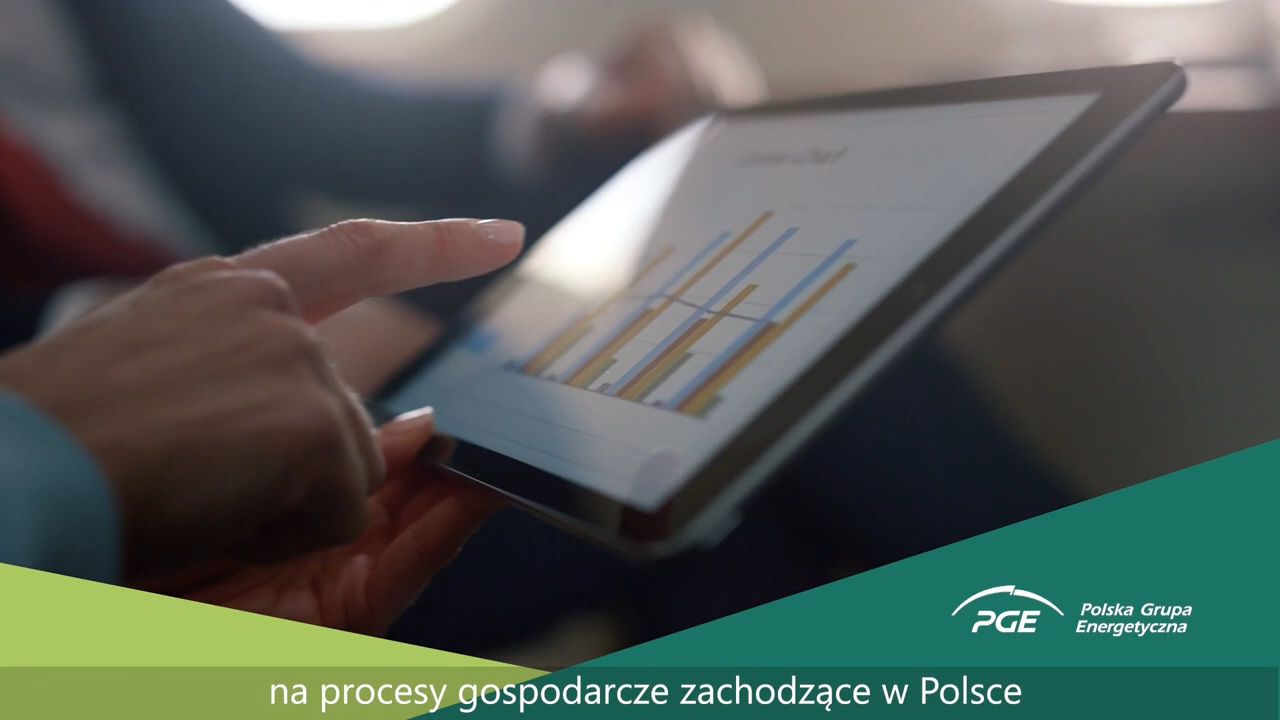 PGE
Polska Grupa
Energetyczna
na procesy gospodarcze zachodzące w Polsce